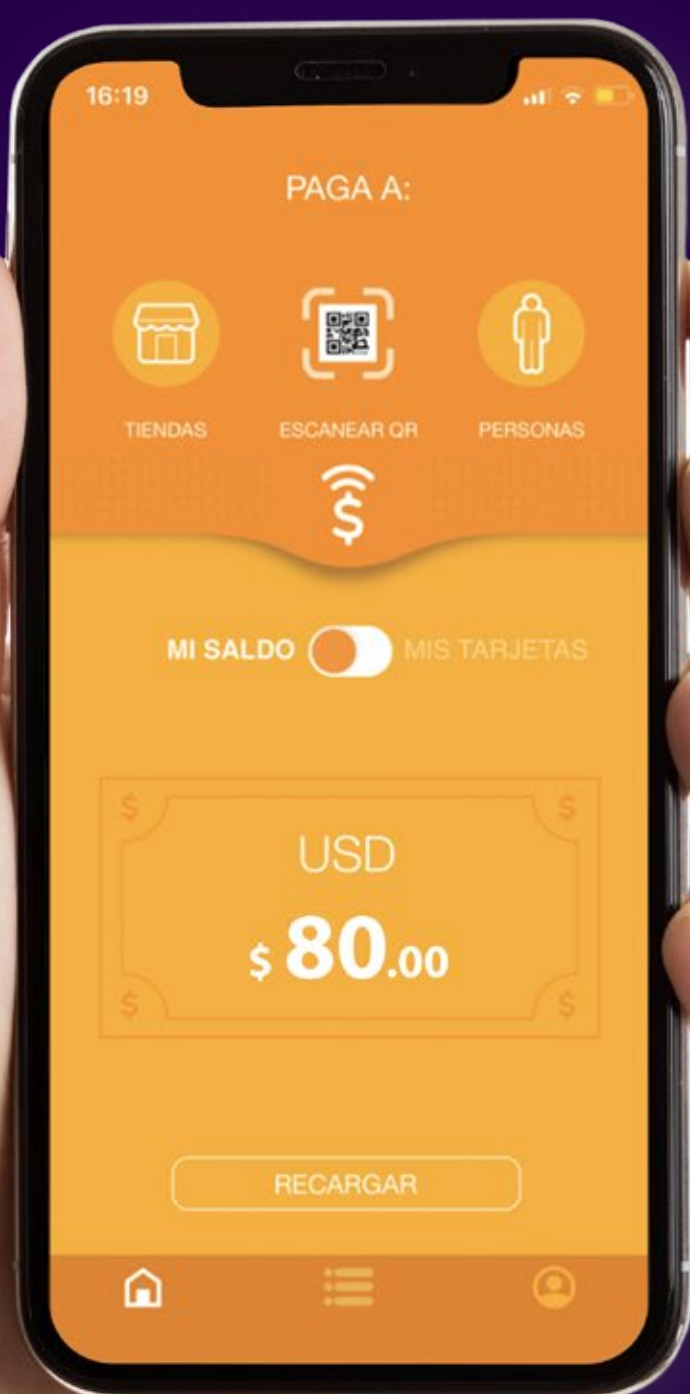 16:19
PAGA A:
TIENDAS
ESCANEAR QR
PERSONAS
$
MI SALDO
MIS TARJETAS
$ $
USD
$ 80.00
$ $
RECARGAR